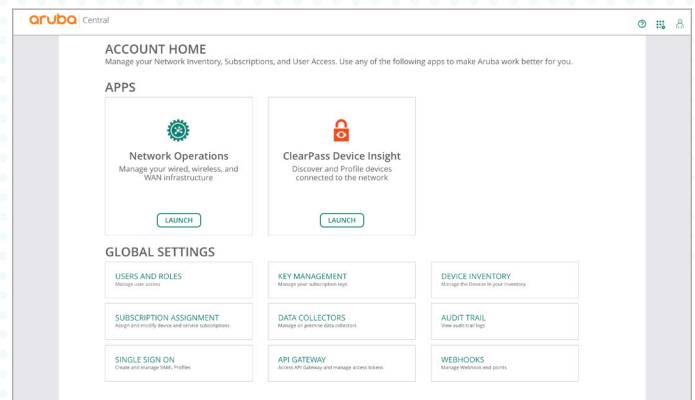 aruba Central
ACCOUNT HOME
Manage your Network Inventory, Subscriptions, and User Access. Use any of the following apps to make Aruba work better for you.
APPS
Network Operations
Manage your wired, wireless, and
WAN infrastructure
LAUNCH
ClearPass Device Insight
Discover and Profile devices
connected to the network
LAUNCH
GLOBAL SETTINGS
USERS AND ROLES
Manage user access
KEY MANAGEMENT
Manage your subscription keys
DEVICE INVENTORY
Manage the Devices in your Inventory
SUBSCRIPTION ASSIGNMENT
Assign and modify device and service subscriptions
DATA COLLECTORS
Manage on premise data collectors
AUDIT TRAIL
View audit trail logs
SINGLE SIGN ON
Create and manage SAML Profiles
API GATEWAY
Access API Gateway and manage access tokens
WEBHOOKS
Manage Webhook end points